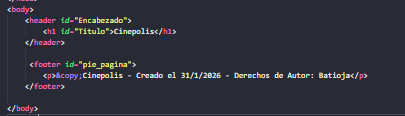 <body>
<header id="Encabezado">
<h1 id="Titulo">Cinepolis</h1>
</header>
<footer id="pie_pagina">
<p>&copy;Cinepolis - Creado el 31/1/2026 - Derechos de Autor: Batioja</p>
</footer>
</body>